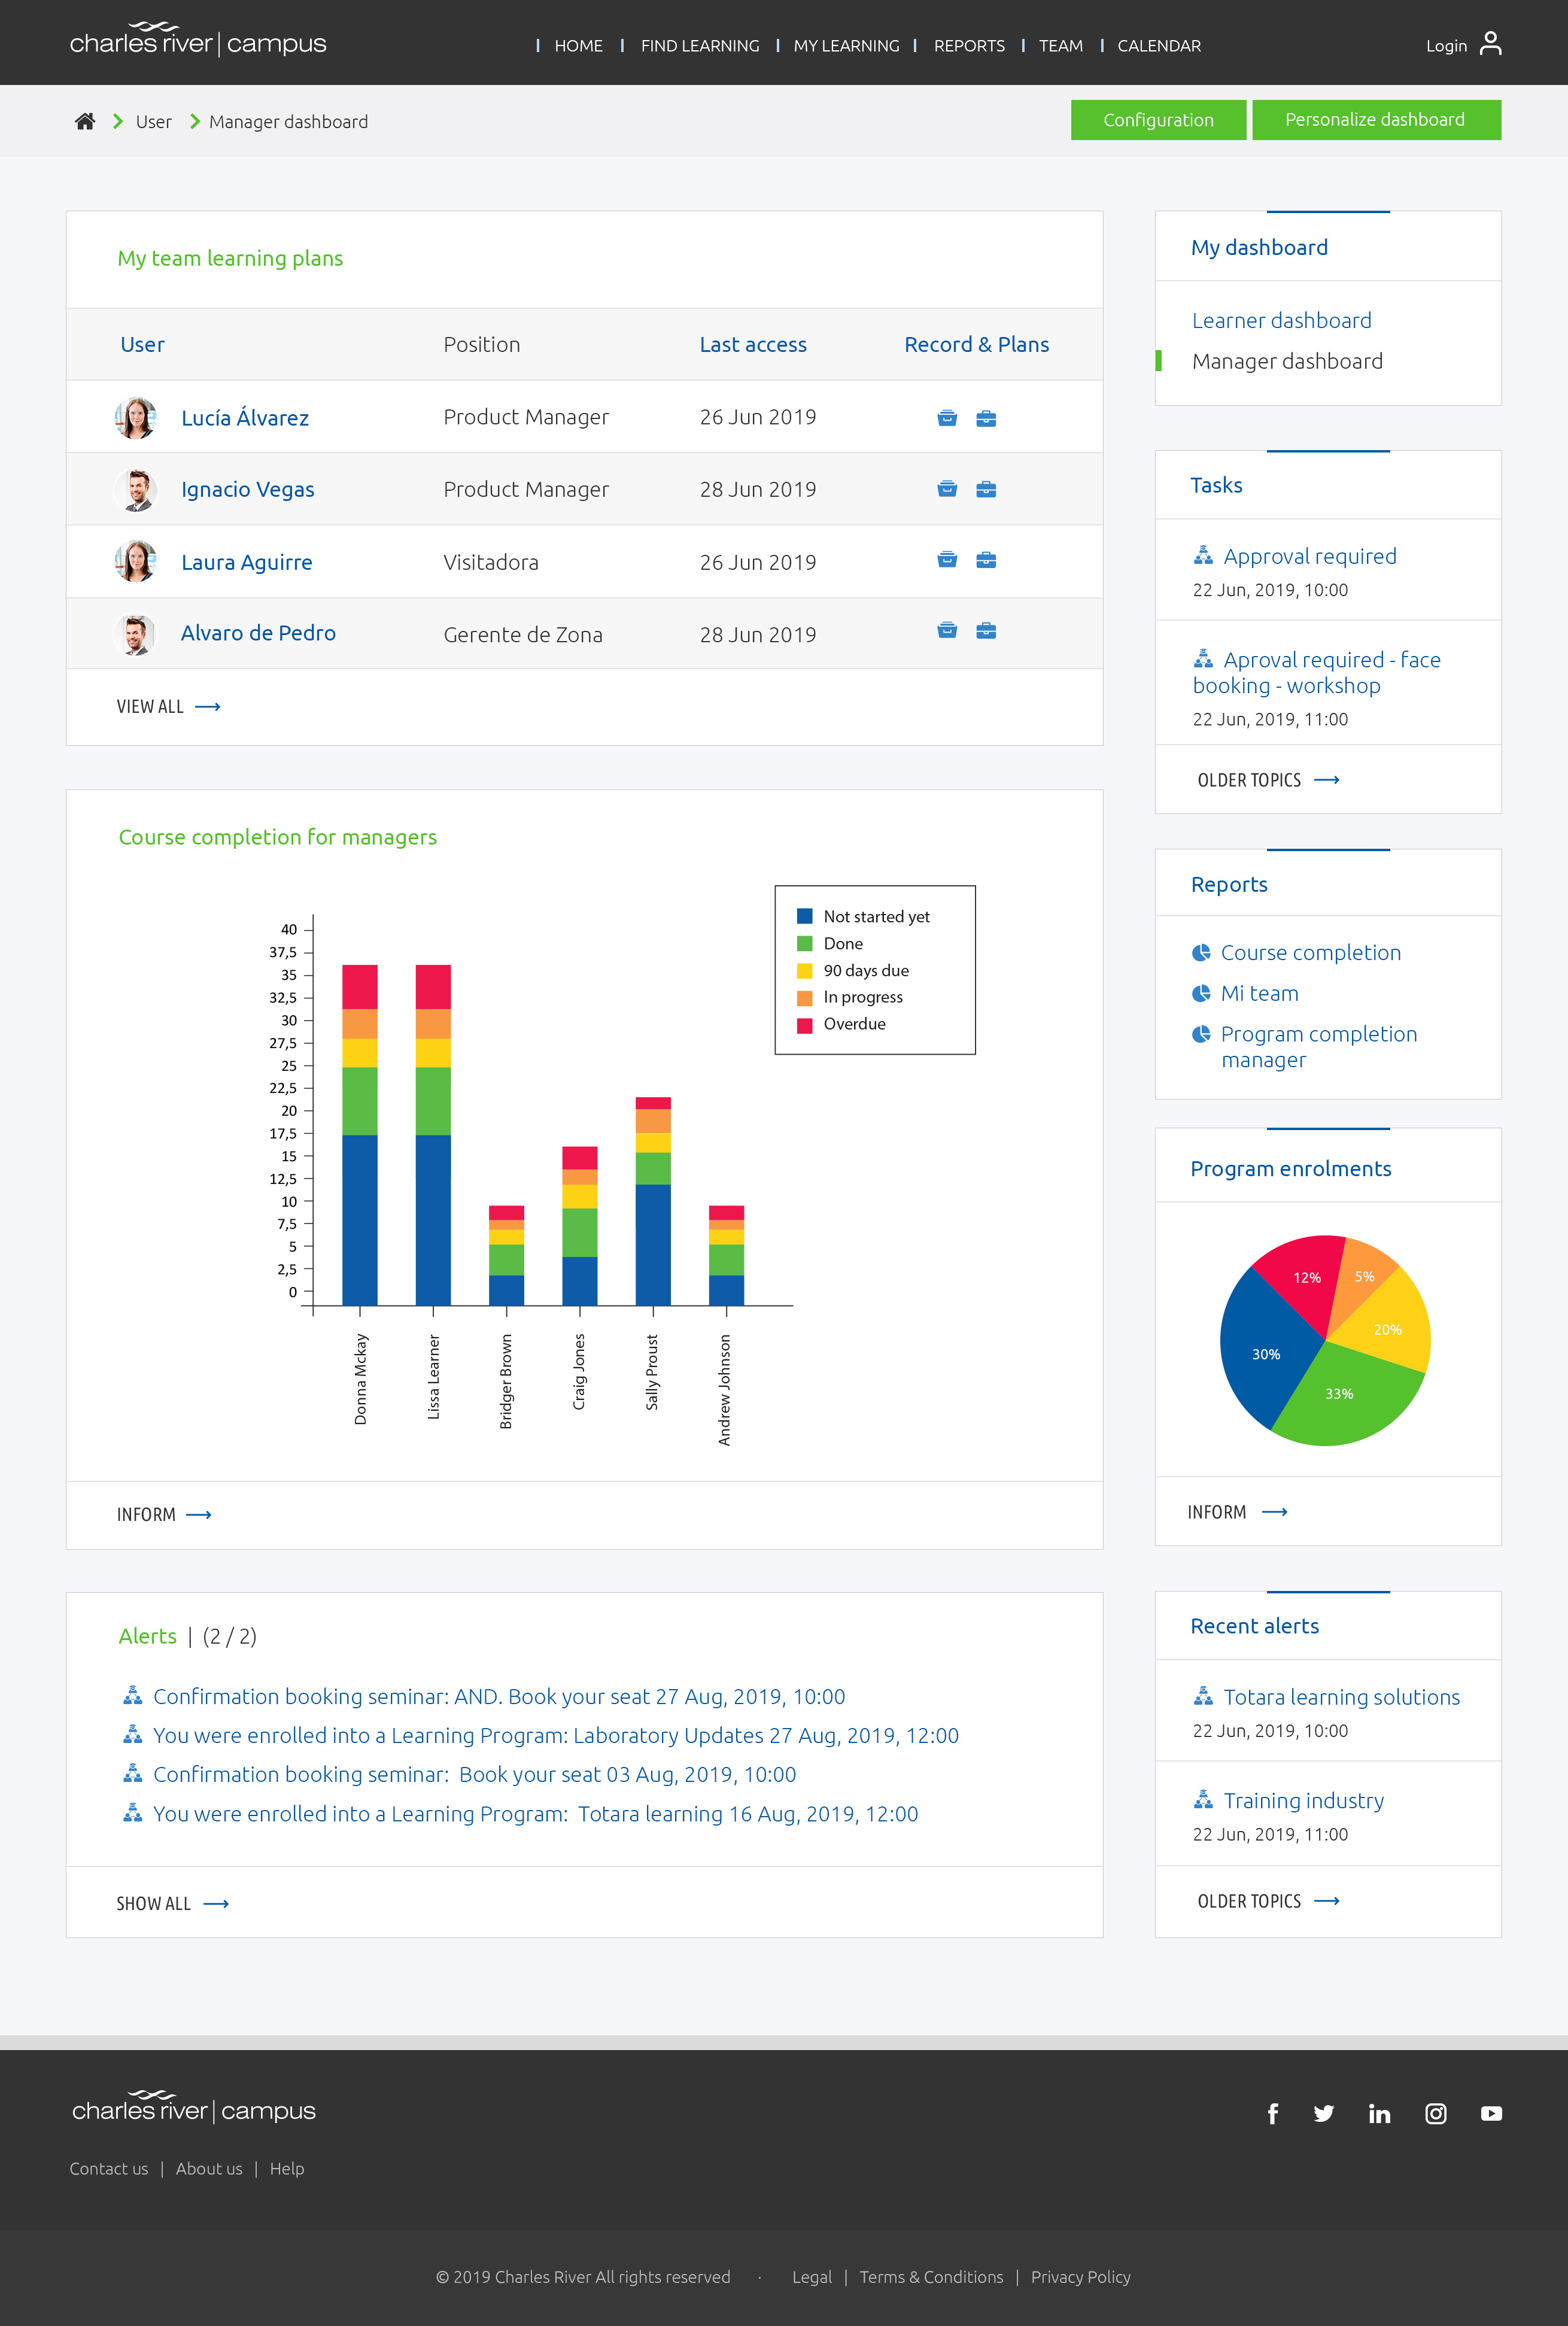 charles river | campus
HOME
FIND LEARNING
MY LEARNING
REPORTS
TEAM
CALENDAR
Login
User
Manager dashboard
Configuration
Personalize dashboard
My team learning plans
User Position Last access Record & Plans
Lucía Álvarez Product Manager 26 Jun 2019
Ignacio Vegas Product Manager 28 Jun 2019
Laura Aguirre Visitadora 26 Jun 2019
Alvaro de Pedro Gerente de Zona 28 Jun 2019
VIEW ALL
My dashboard
Learner dashboard
Manager dashboard
Tasks
Approval required
22 Jun, 2019, 10:00
Aproval required - face
booking - workshop
22 Jun, 2019, 11:00
OLDER TOPICS
Course completion for managers
Not started yet
Done
90 days due
In progress
Overdue
40
37,5
35
32,5
30
27,5
25
22,5
20
17,5
15
12,5
10
7,5
5
2,5
0
Donna Mckay
Lissa Learner
Bridger Brown
Craig Jones
Sally Proust
Andrew Johnson
INFORM
Reports
Course completion
Mi team
Program completion
manager
Program enrolments
12%
5%
20%
30%
33%
INFORM
Alerts | (2 / 2)
Confirmation booking seminar: AND. Book your seat 27 Aug, 2019, 10:00
You were enrolled into a Learning Program: Laboratory Updates 27 Aug, 2019, 12:00
Confirmation booking seminar: Book your seat 03 Aug, 2019, 10:00
You were enrolled into a Learning Program: Totara learning 16 Aug, 2019, 12:00
SHOW ALL
Recent alerts
Totara learning solutions
22 Jun, 2019, 10:00
Training industry
22 Jun, 2019, 11:00
OLDER TOPICS
charles river | campus
Contact us | About us | Help
© 2019 Charles River All rights reserved · Legal | Terms & Conditions | Privacy Policy